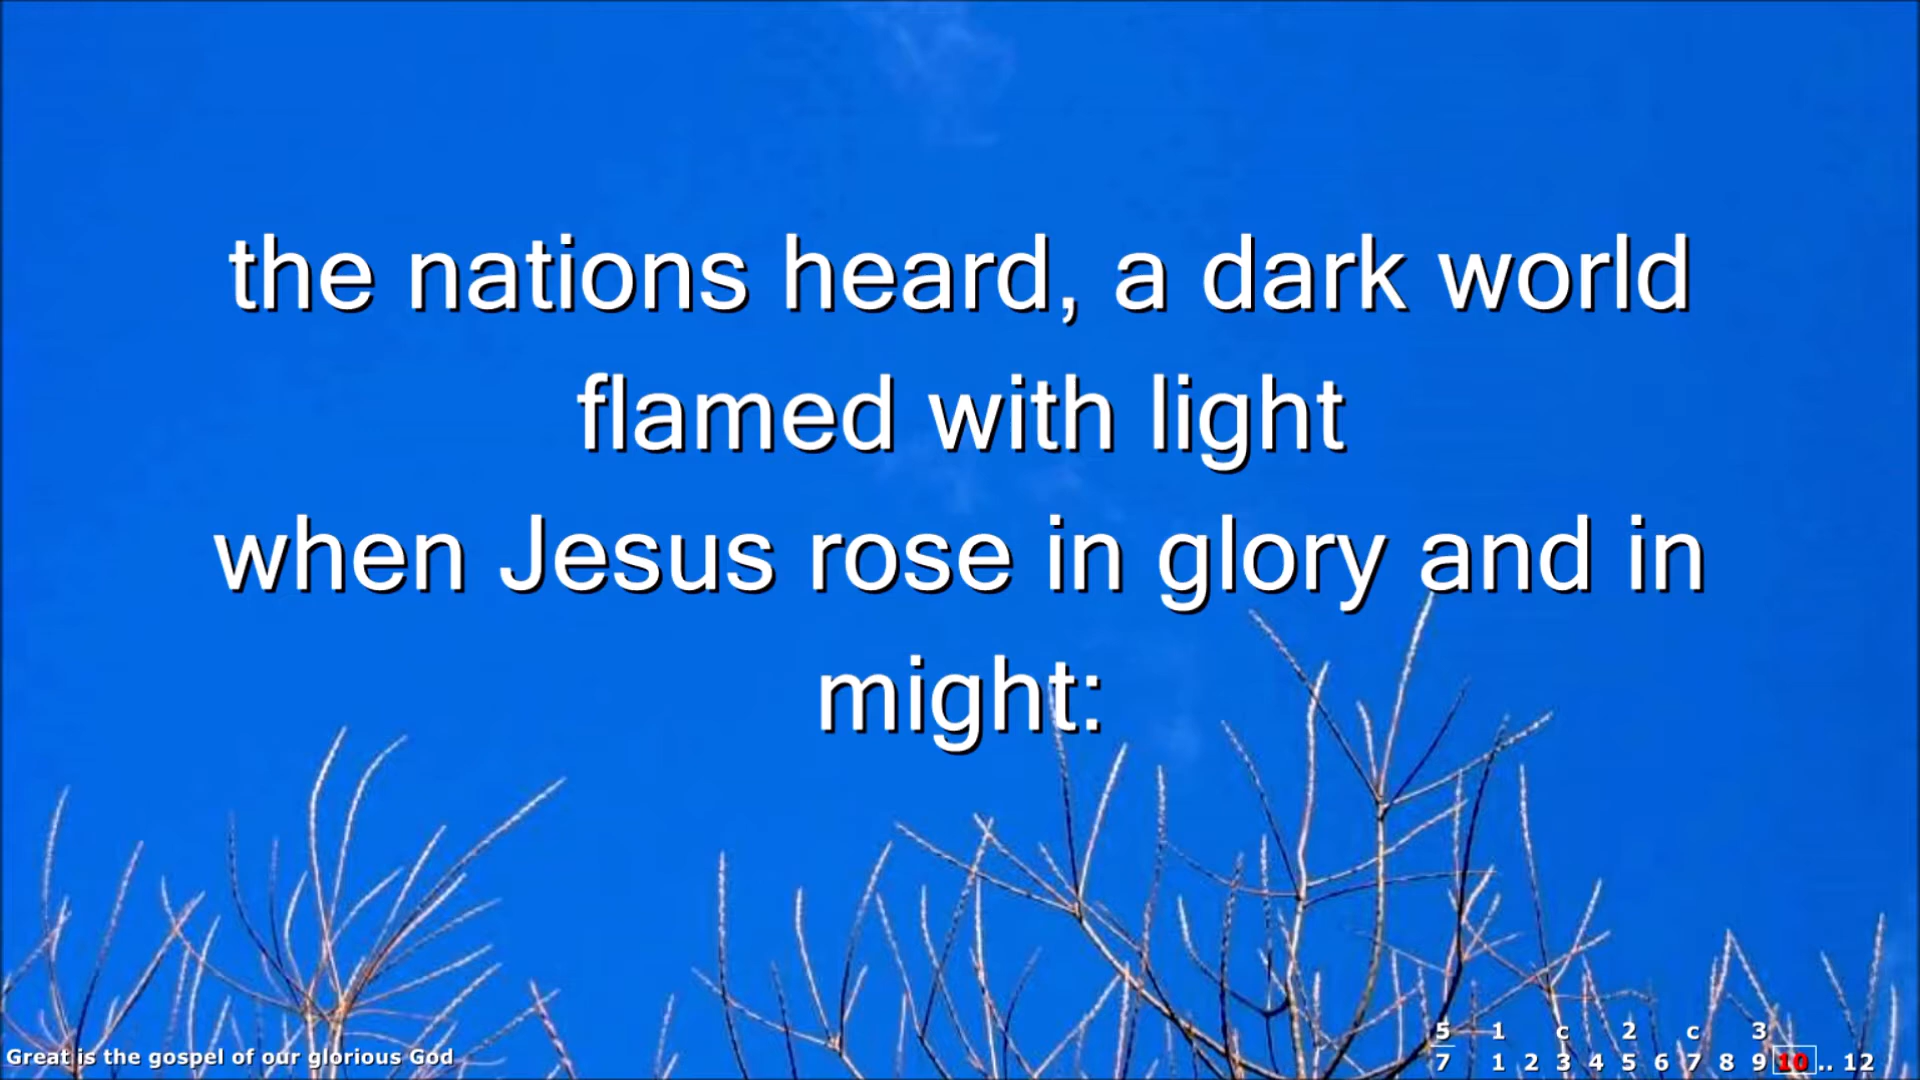 the nations heard, a dark world
flamed with light
when Jesus rose in glory and in
might:
5 1 c 2 c 3
Great is the gospel of our glorious God
7 1 2 3 4 5 6 7 8 9 10.. 12